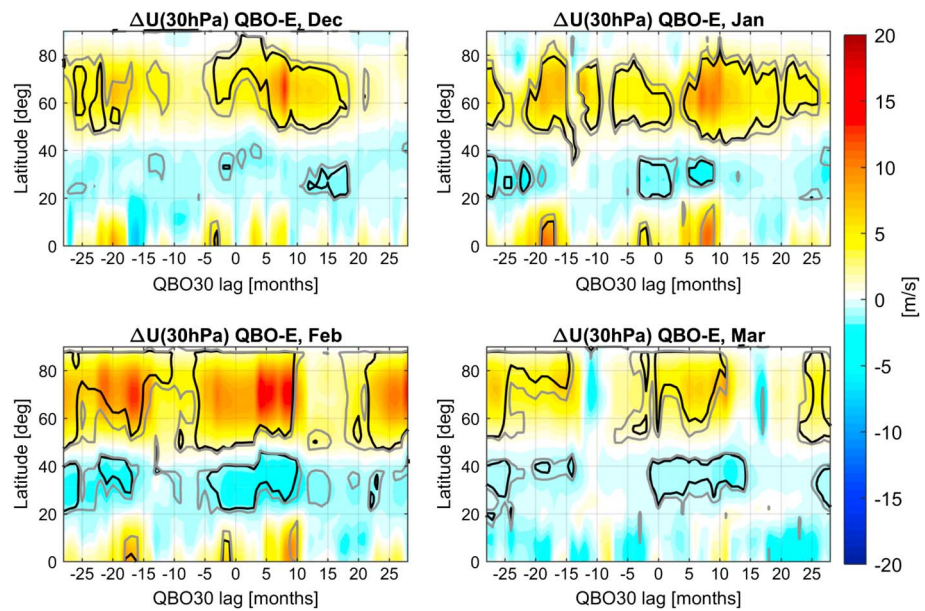 ΔU(30hPa) QBO-E, Dec
ΔU(30hPa) QBO-E, Jan
80
60
40
20
0
Latitude [deg]
-25 -20 -15 -10 -5 0 5 10 15 20 25
QBO30 lag [months]
80
60
40
20
0
Latitude [deg]
-25 -20 -15 -10 -5 0 5 10 15 20 25
QBO30 lag [months]
ΔU(30hPa) QBO-E, Feb
ΔU(30hPa) QBO-E, Mar
80
60
40
20
0
Latitude [deg]
-25 -20 -15 -10 -5 0 5 10 15 20 25
QBO30 lag [months]
80
60
40
20
0
Latitude [deg]
-25 -20 -15 -10 -5 0 5 10 15 20 25
QBO30 lag [months]
20
15
10
5
0
-5
-10
-15
-20
[m/s]